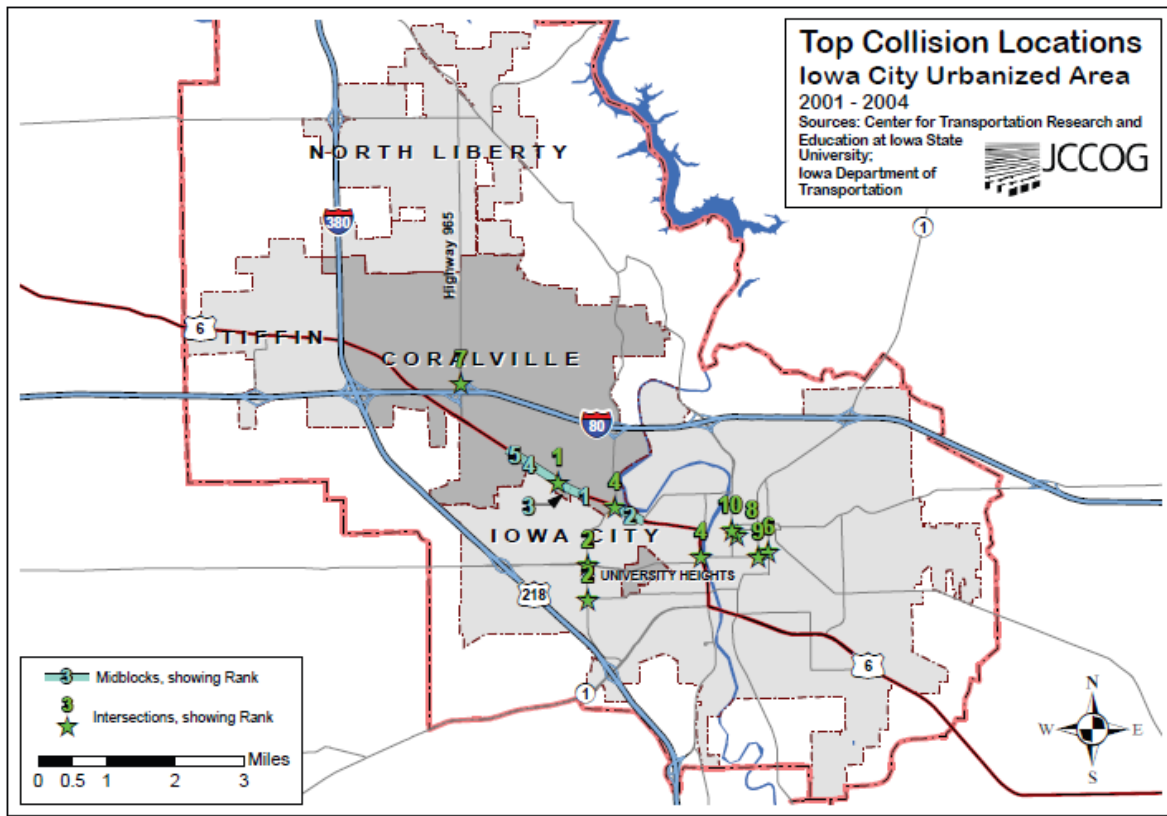 Top Collision Locations
Iowa City Urbanized Area
2001 - 2004
Sources: Center for Transportation Research and
Education at Iowa State
University;
Iowa Department of
Transportation
JCCOG
NORTH LIBERTY
1
380
Highway 965
6
TIFFIN
CORALVILLE
7
80
5
4
1
1
3
4
2
10
8
9
6
IOWA CITY
4
2
2
UNIVERSITY HEIGHTS
218
6
1
3
Midblocks, showing Rank
3
Intersections, showing Rank
Miles
0 0.5 1 2 3
N
W
E
S